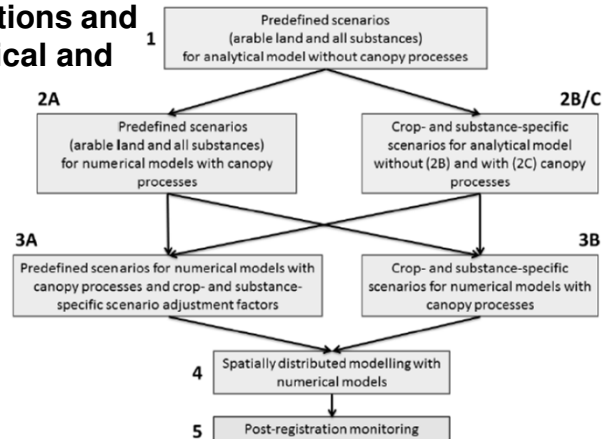 tions and
ical and
1
Predefined scenarios
(arable land and all substances)
for analytical model without canopy processes
2A
Predefined scenarios
(arable land and all substances)
for numerical models with canopy
processes
2B/C
Crop- and substance-specific
scenarios for analytical model
without (2B) and with (2C) canopy
processes
3A
Predefined scenarios for numerical models with
canopy processes and crop- and substance-
specific scenario adjustment factors
3B
Crop- and substance-specific
scenarios for numerical models with
canopy processes
4
Spatially distributed modelling with
numerical models
5
Post-registration monitoring